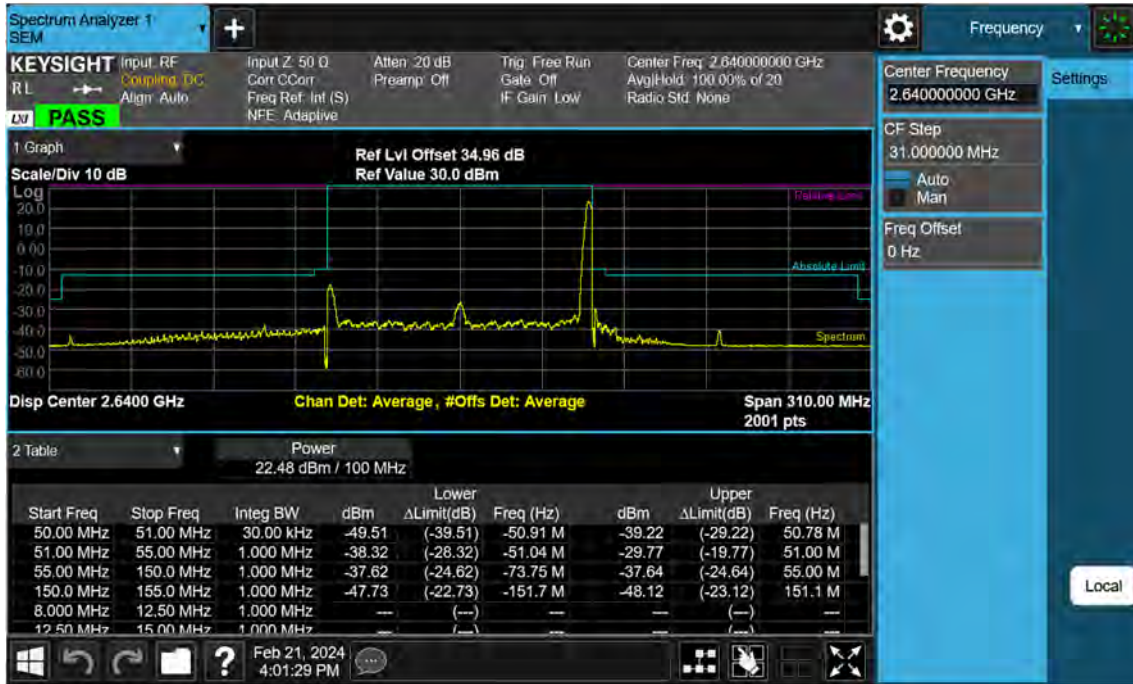 Spectrum Analyzer 1
SEM
Frequency
KEYSIGHT
RL
LXI PASS
Input: RF
Coupling: DC
Align: Auto
Input Z: 50 Ω
Corr CCorr
Freq Ref: Int (S)
NFE: Adaptive
Atten: 20 dB
Preamp: Off
Trig: Free Run
Gate: Off
IF Gain: Low
Center Freq: 2.640000000 GHz
Avg|Hold: 100.00% of 20
Radio Std: None
Center Frequency
2.640000000 GHz
Settings
CF Step
31.000000 MHz
Auto
Man
Freq Offset
0 Hz
Local
1 Graph
Scale/Div 10 dB
Ref Lvl Offset 34.96 dB
Ref Value 30.0 dBm
Log
20.0
10.0
0.00
-10.0
-20.0
-30.0
-40.0
-50.0
-60.0
Relative Limit
Absolute Limit
Spectrum
Disp Center 2.6400 GHz
Chan Det: Average, #Offs Det: Average
Span 310.00 MHz
2001 pts
2 Table
Power
22.48 dBm / 100 MHz
Lower Upper
Start Freq Stop Freq Integ BW dBm ΔLimit(dB) Freq (Hz) dBm ΔLimit(dB) Freq (Hz)
50.00 MHz 51.00 MHz 30.00 kHz -49.51 (-39.51) -50.91 M -39.22 (-29.22) 50.78 M
51.00 MHz 55.00 MHz 1.000 MHz -38.32 (-28.32) -51.04 M -29.77 (-19.77) 51.00 M
55.00 MHz 150.0 MHz 1.000 MHz -37.62 (-24.62) -73.75 M -37.64 (-24.64) 55.00 M
150.0 MHz 155.0 MHz 1.000 MHz -47.73 (-22.73) -151.7 M -48.12 (-23.12) 151.1 M
8.000 MHz 12.50 MHz 1.000 MHz --- (---) --- --- (---) ---
12.50 MHz 15.00 MHz 1.000 MHz --- (---) --- --- (---) ---
?
Feb 21, 2024
4:01:29 PM